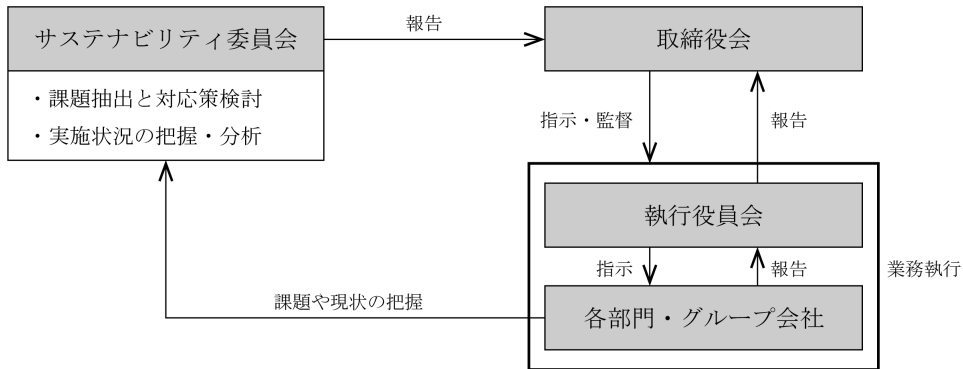 サステナビリティ委員会
報告
取締役会
・課題抽出と対応策検討
・実施状況の把握・分析
指示・監督
報告
執行役員会
指示
報告
業務執行
課題や現状の把握
各部門・グループ会社